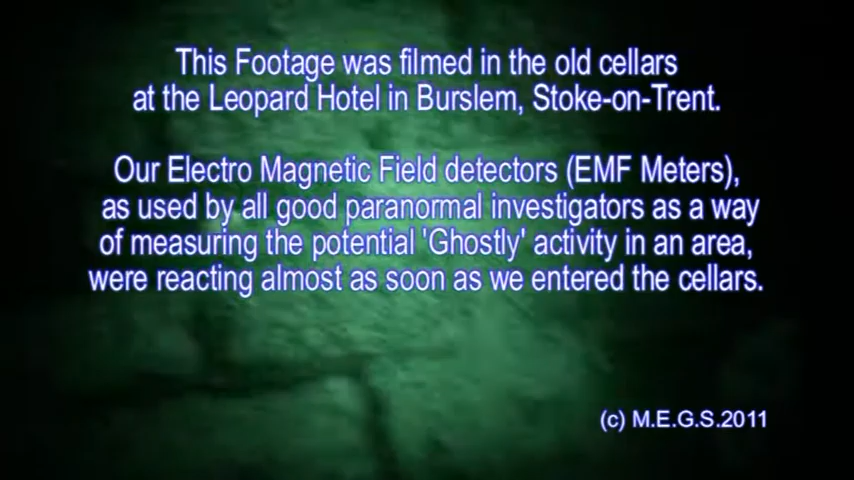 This Footage was filmed in the old cellars
at the Leopard Hotel in Burslem, Stoke-on-Trent.
Our Electro Magnetic Field detectors (EMF Meters),
as used by all good paranormal investigators as a way
of measuring the potential 'Ghostly' activity in an area,
were reacting almost as soon as we entered the cellars.
(c) M.E.G.S.2011